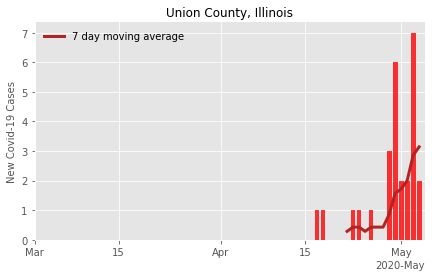 Union County, Illinois
7 day moving average
New Covid-19 Cases
7
6
5
4
3
2
1
0
Mar 15 Apr 15 May
2020-May